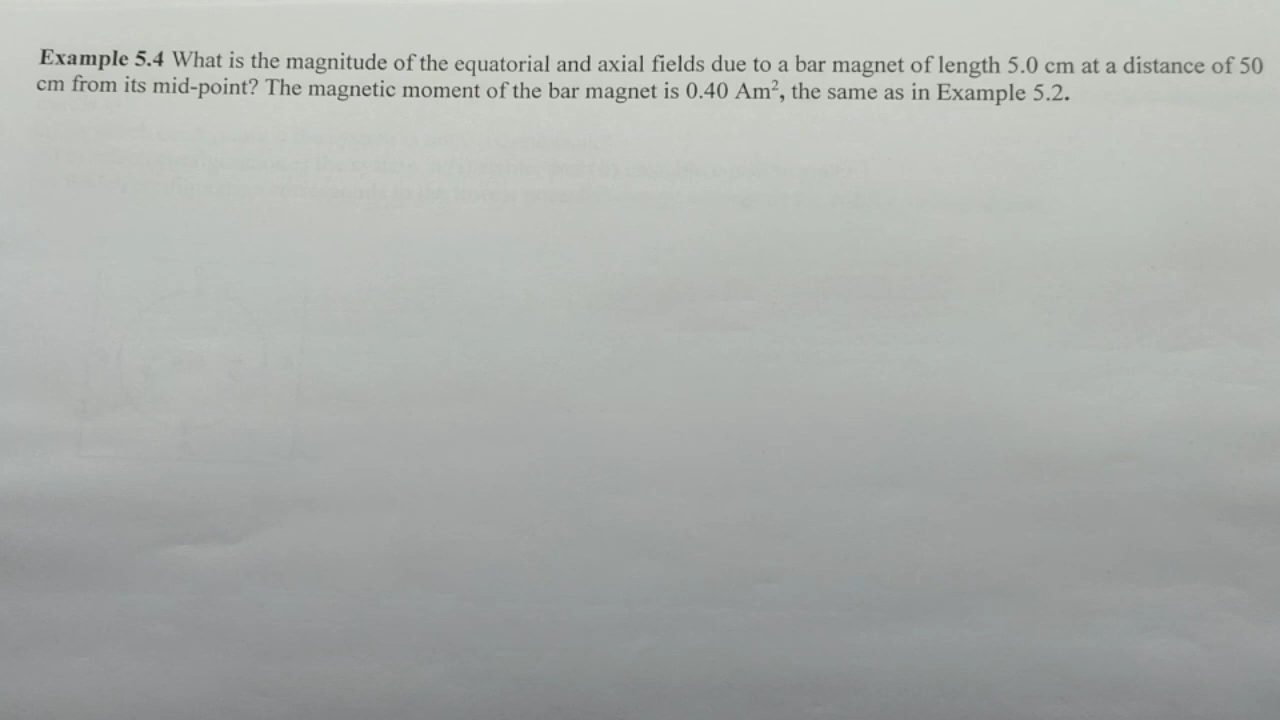 Example 5.4 What is the magnitude of the equatorial and axial fields due to a bar magnet of length 5.0 cm at a distance of 50
cm from its mid-point? The magnetic moment of the bar magnet is 0.40 Am², the same as in Example 5.2.